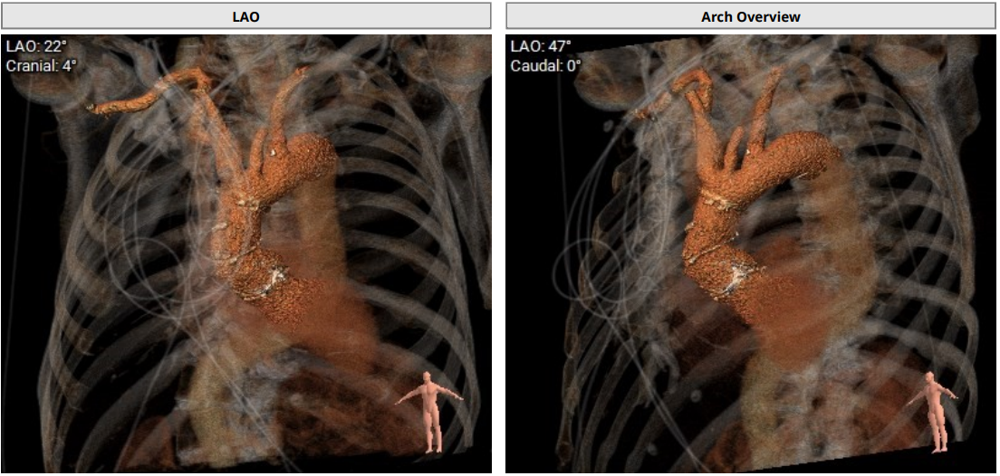 LAO
Arch Overview
LAO: 22°
Cranial: 4°
LAO: 47°
Caudal: 0°